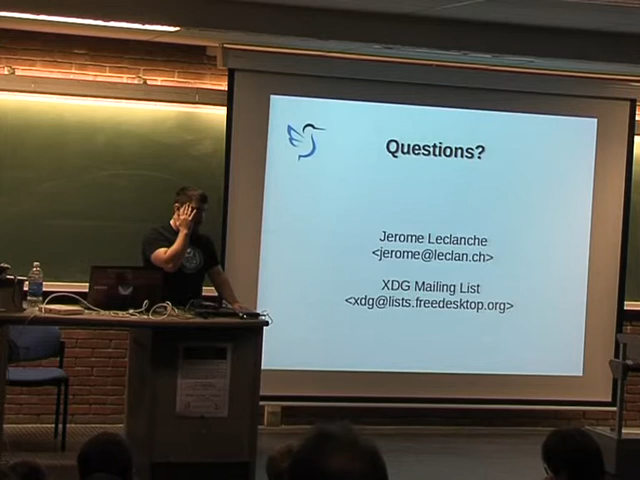 Questions?
Jerome Leclanche
<jerome@leclan.ch>
XDG Mailing List
<xdg@lists.freedesktop.org>